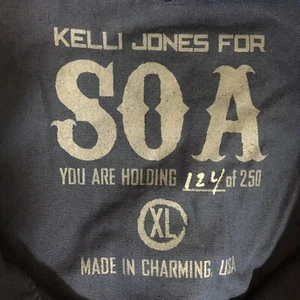 KELLI JONES FOR
SOA
YOU ARE HOLDING 124 of 250
XL
MADE IN CHARMING, USA